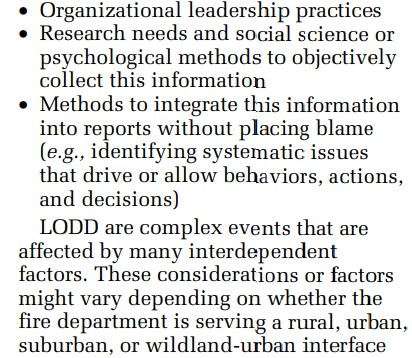 • Organizational leadership practices
• Research needs and social science or
psychological methods to objectively
collect this information
• Methods to integrate this information
into reports without placing blame
(e.g., identifying systematic issues
that drive or allow behaviors, actions,
and decisions)
LODD are complex events that are
affected by many interdependent
factors. These considerations or factors
might vary depending on whether the
fire department is serving a rural, urban,
suburban, or wildland-urban interface